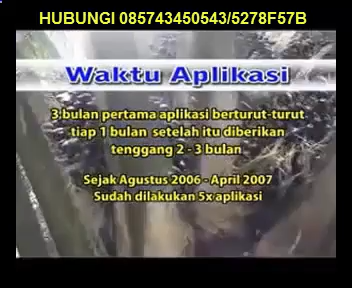 HUBUNGI 085743450543/5278F57B
Waktu Aplikasi
3 bulan pertama aplikasi berturut-turut
tiap 1 bulan setelah itu diberikan
tenggang 2 - 3 bulan
Sejak Agustus 2006 - April 2007
Sudah dilakukan 5x aplikasi